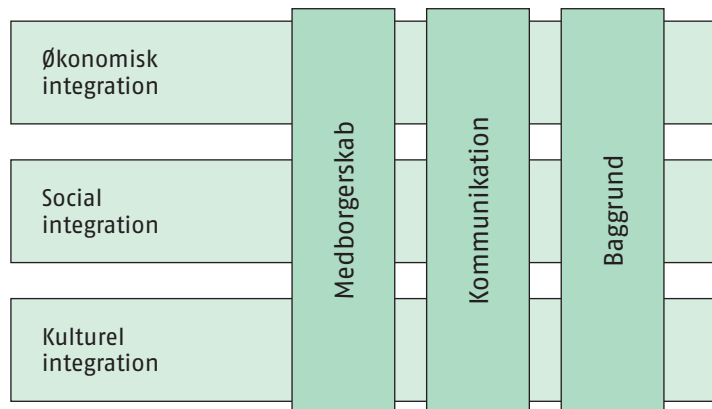 Økonomisk
integration
Social
integration
Kulturel
integration
Medborgerskab
Kommunikation
Baggrund